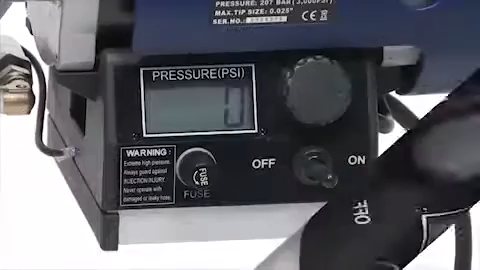 PRESSURE: 207 BAR (3,000PSI)
MAX.TIP SIZE: 0.025"
SER.NO.:
CE
PRESSURE(PSI)
0
WARNING:
Extreme high pressure.
Always guard against
INJECTION INJURY.
Never operate with
damaged or leaky hose.
FUSE
FUSE
OFF
ON
OFF